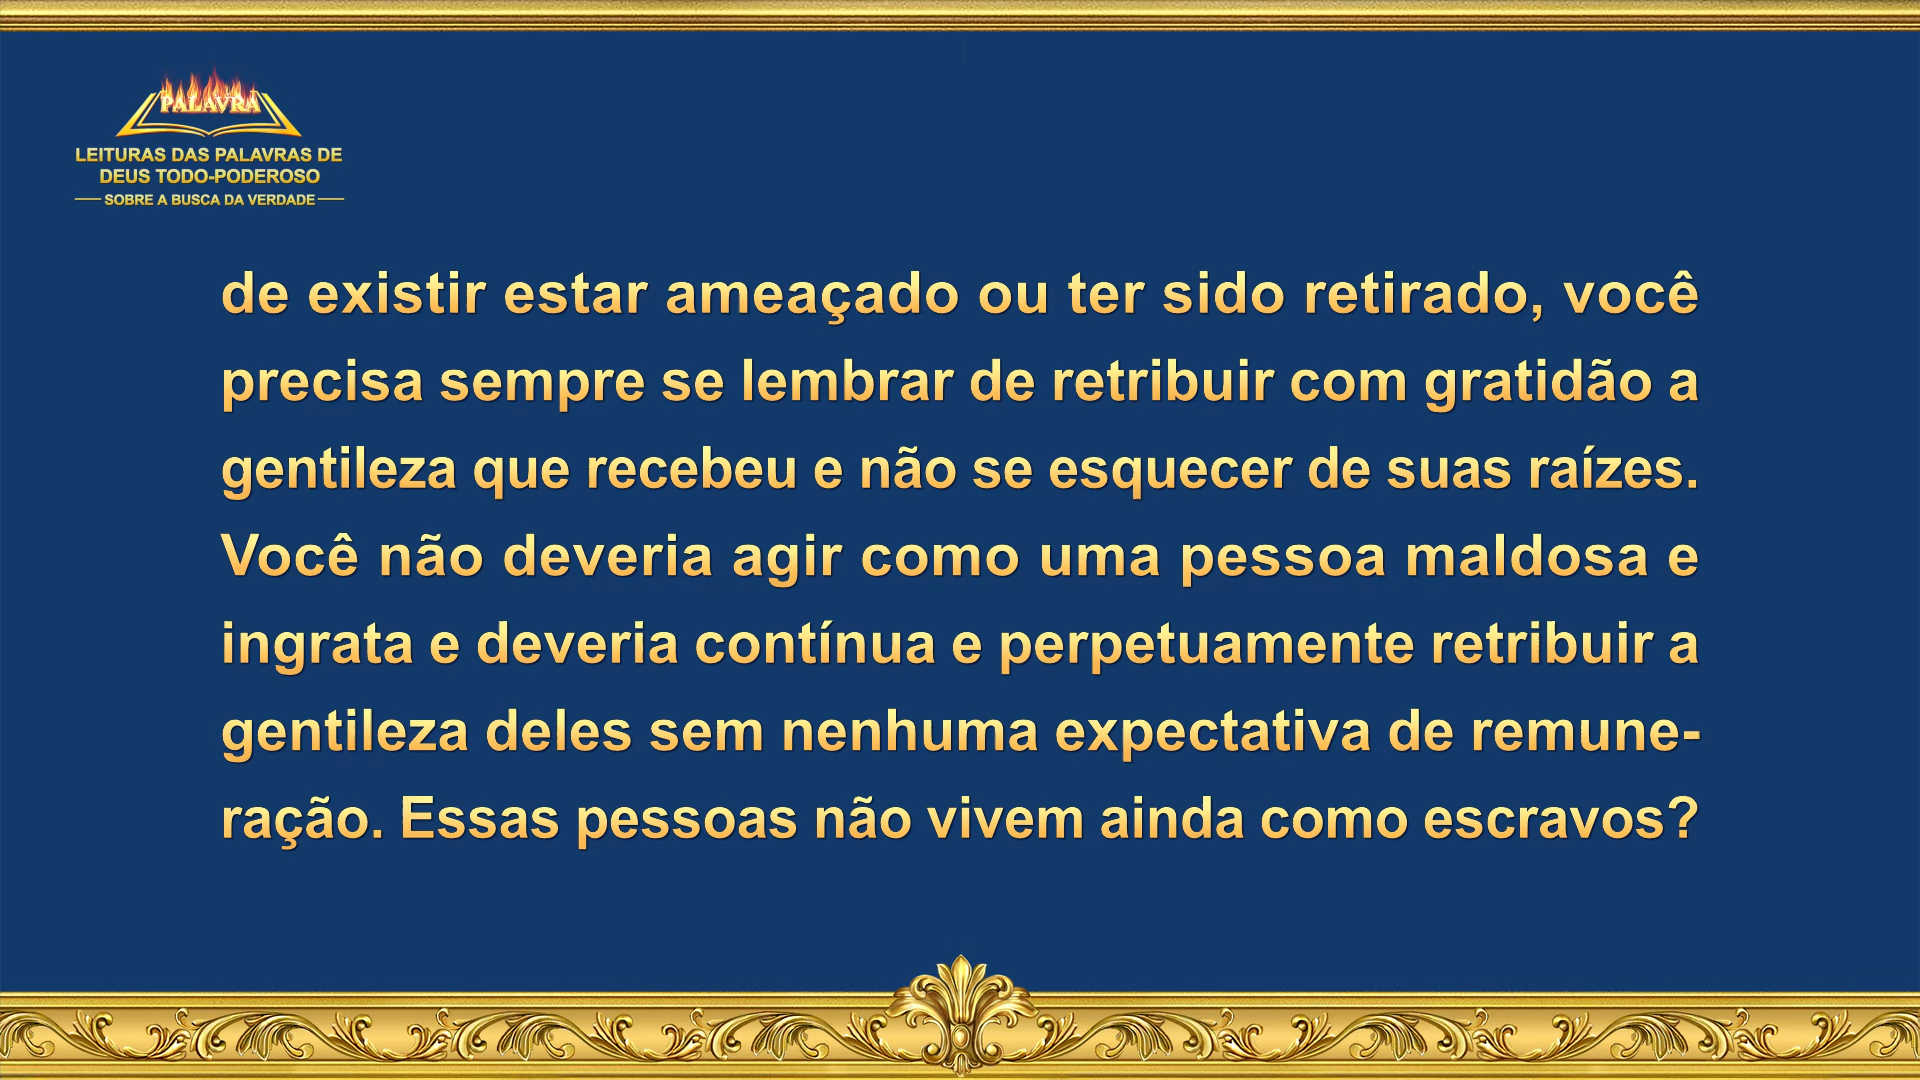 PALAVRA
LEITURAS DAS PALAVRAS DE
DEUS TODO-PODEROSO
SOBRE A BUSCA DA VERDADE
de existir estar ameaçado ou ter sido retirado, você
precisa sempre se lembrar de retribuir com gratidão a
gentileza que recebeu e não se esquecer de suas raízes.
Você não deveria agir como uma pessoa maldosa e
ingrata e deveria contínua e perpetuamente retribuir a
gentileza deles sem nenhuma expectativa de remune-
ração. Essas pessoas não vivem ainda como escravos?